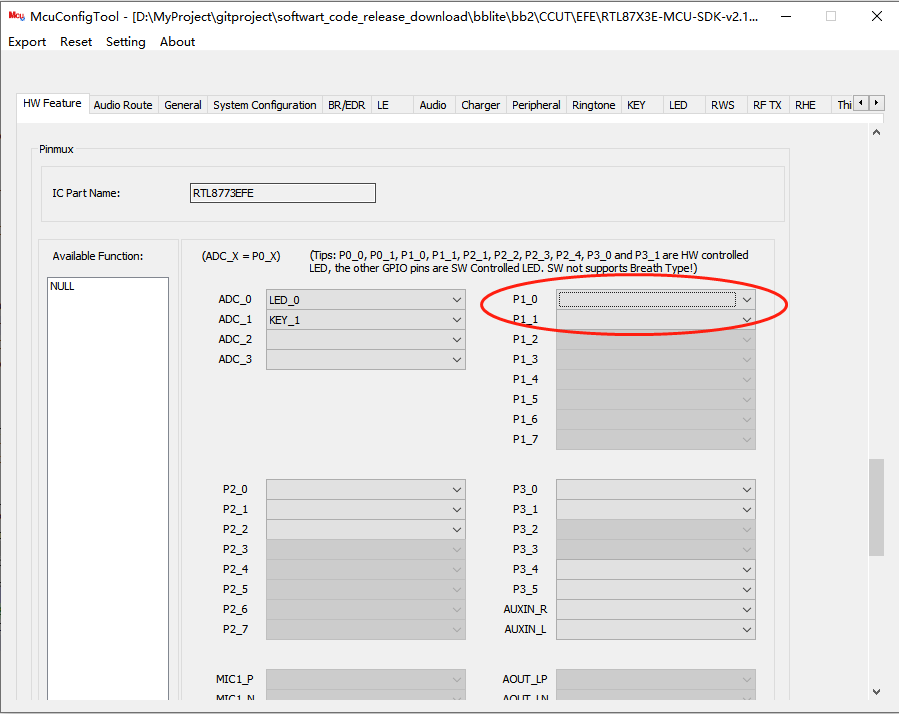 McuConfigTool - [D:\MyProject\gitproject\softwart_code_release_download\bblite\bb2\CCUT\EFE\RTL87X3E-MCU-SDK-v2.1...
Export Reset Setting About
HW Feature Audio Route General System Configuration BR/EDR LE Audio Charger Peripheral Ringtone KEY LED RWS RF TX RHE Thi
Pinmux
IC Part Name: RTL8773EFE
Available Function:
NULL
(ADC_X = P0_X)
(Tips: P0_0, P0_1, P1_0, P1_1, P2_1, P2_2, P2_3, P2_4, P3_0 and P3_1 are HW controlled
LED, the other GPIO pins are SW Controlled LED. SW not supports Breath Type!)
ADC_0 LED_0
ADC_1 KEY_1
ADC_2
ADC_3
P1_0
P1_1
P1_2
P1_3
P1_4
P1_5
P1_6
P1_7
P2_0
P2_1
P2_2
P2_3
P2_4
P2_5
P2_6
P2_7
P3_0
P3_1
P3_2
P3_3
P3_4
P3_5
AUXIN_R
AUXIN_L
MIC1_P
MIC1_N
AOUT_LP
AOUT_LN